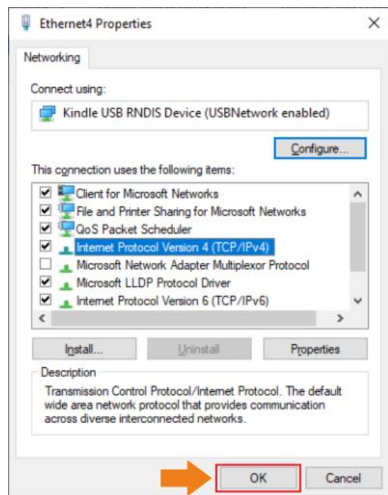 Ethernet4 Properties
Networking
Connect using:
Kindle USB RNDIS Device (USBNetwork enabled)
Configure...
This connection uses the following items:
Client for Microsoft Networks
File and Printer Sharing for Microsoft Networks
QoS Packet Scheduler
Internet Protocol Version 4 (TCP/IPv4)
Microsoft Network Adapter Multiplexor Protocol
Microsoft LLDP Protocol Driver
Internet Protocol Version 6 (TCP/IPv6)
Install... Uninstall Properties
Description
Transmission Control Protocol/Internet Protocol. The default
wide area network protocol that provides communication
across diverse interconnected networks.
OK Cancel